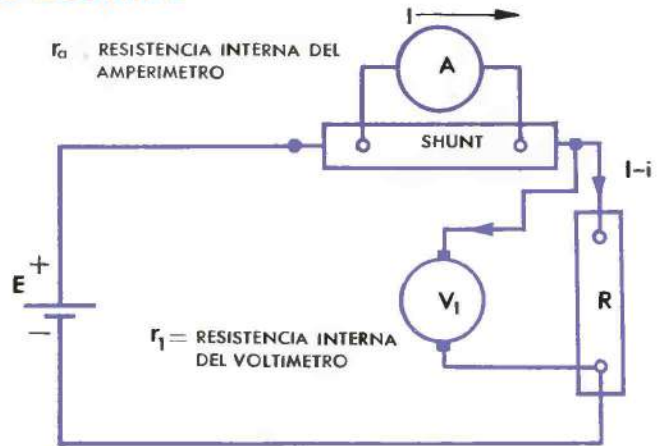 I
rₐ RESISTENCIA INTERNA DEL
AMPERIMETRO
A
SHUNT
I-i
+
E
−
V₁
R
r₁ = RESISTENCIA INTERNA
DEL VOLTIMETRO